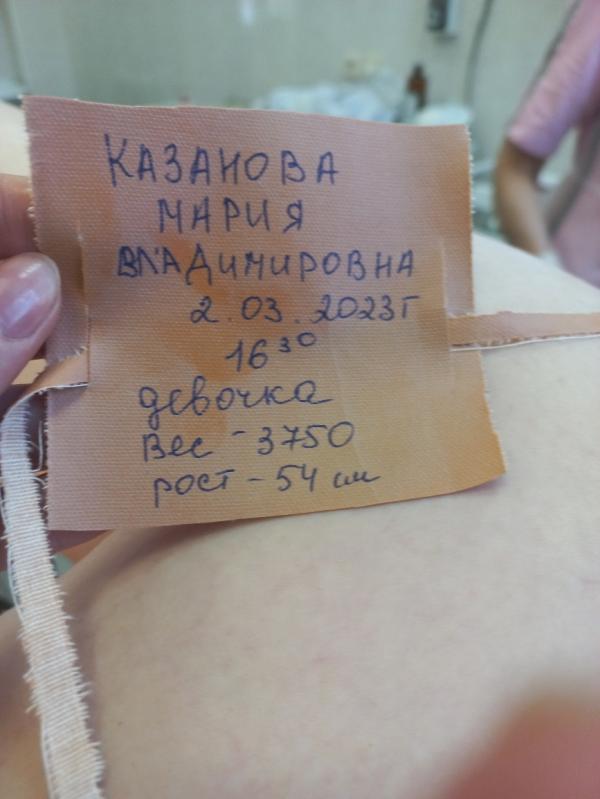 КАЗАНОВА
МАРИЯ
ВЛАДИМИРОВНА
2.03.2023г
16³⁰
девочка
вес - 3750
рост - 54 см